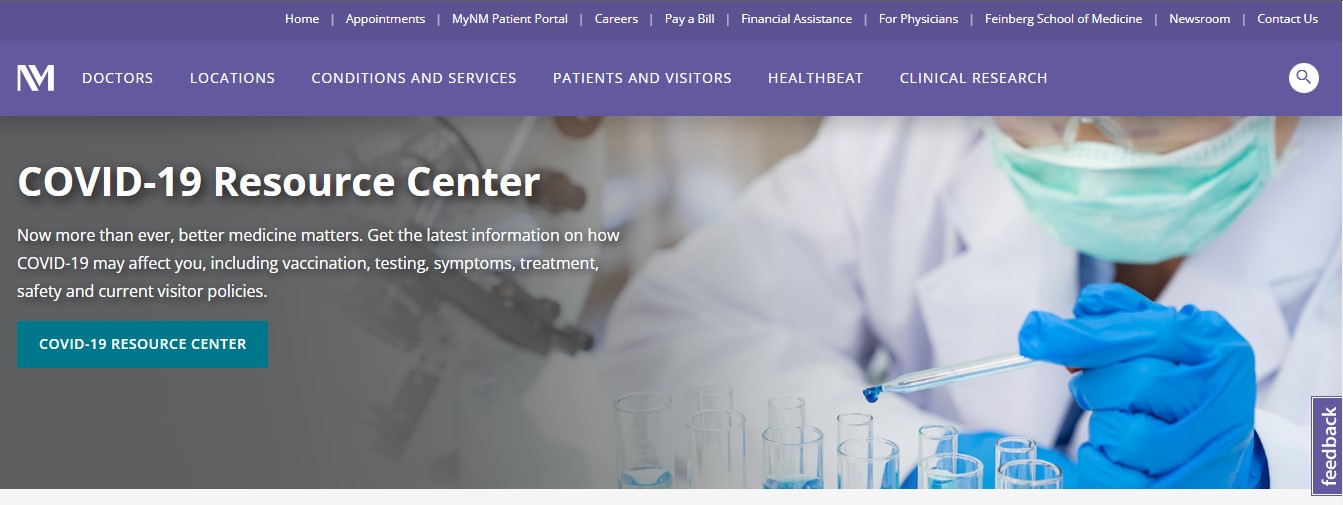 Home | Appointments | MyNM Patient Portal | Careers | Pay a Bill | Financial Assistance | For Physicians | Feinberg School of Medicine | Newsroom | Contact Us
NM DOCTORS LOCATIONS CONDITIONS AND SERVICES PATIENTS AND VISITORS HEALTHBEAT CLINICAL RESEARCH
COVID-19 Resource Center
Now more than ever, better medicine matters. Get the latest information on how
COVID-19 may affect you, including vaccination, testing, symptoms, treatment,
safety and current visitor policies.
COVID-19 RESOURCE CENTER
feedback